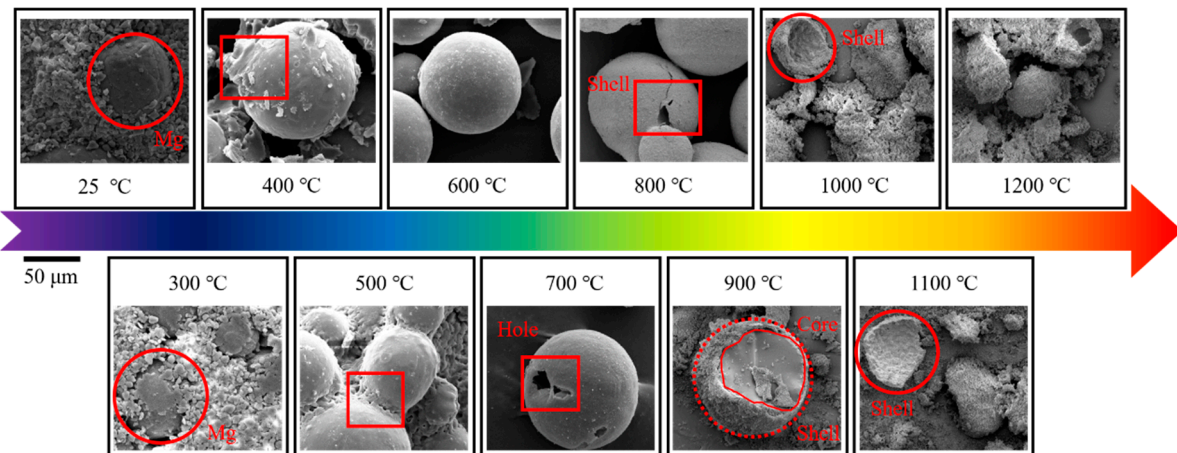 Mg
25 ℃
400 ℃
600 ℃
Shell
800 ℃
Shell
1000 ℃
1200 ℃
50 μm
300 ℃
Mg
500 ℃
700 ℃
Hole
900 ℃
Core
Shell
1100 ℃
Shell